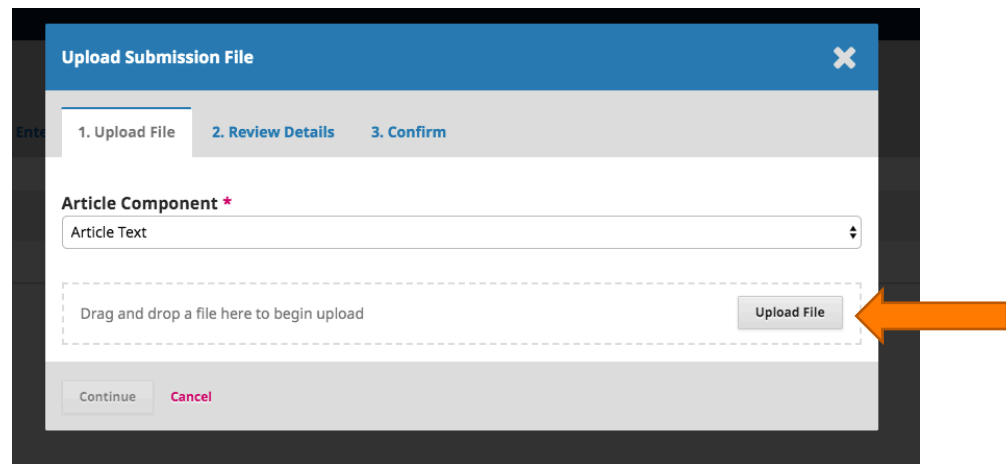 Upload Submission File
Ente
1. Upload File 2. Review Details 3. Confirm
Article Component *
Article Text
Drag and drop a file here to begin upload Upload File
Continue Cancel